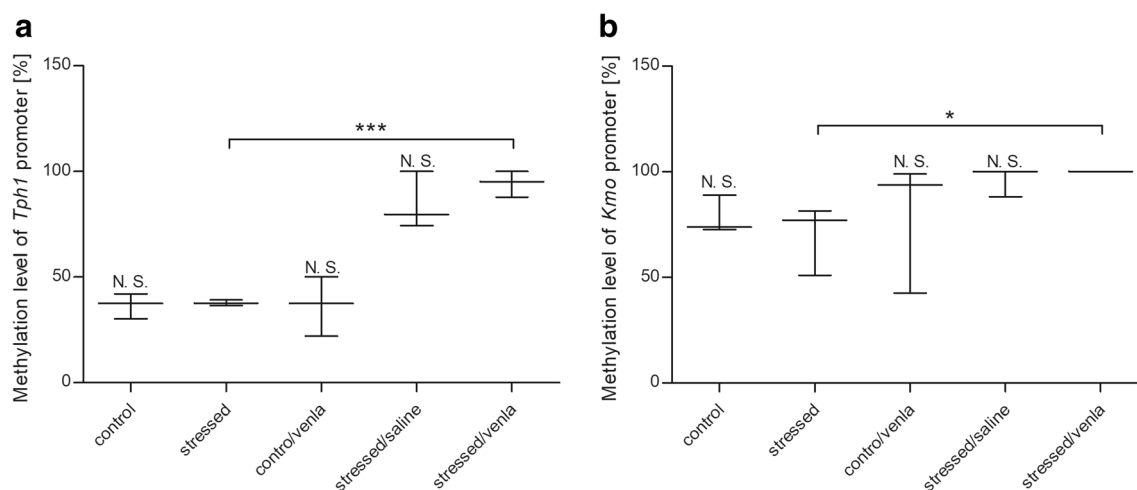 a
Methylation level of Tph1 promoter [%]
150
100
50
0
***
N. S.
N. S.
N. S.
control
stressed
contro/venla
stressed/saline
stressed/venla
b
Methylation level of Kmo promoter [%]
150
100
50
0
*
N. S.
N. S.
N. S.
control
stressed
contro/venla
stressed/saline
stressed/venla